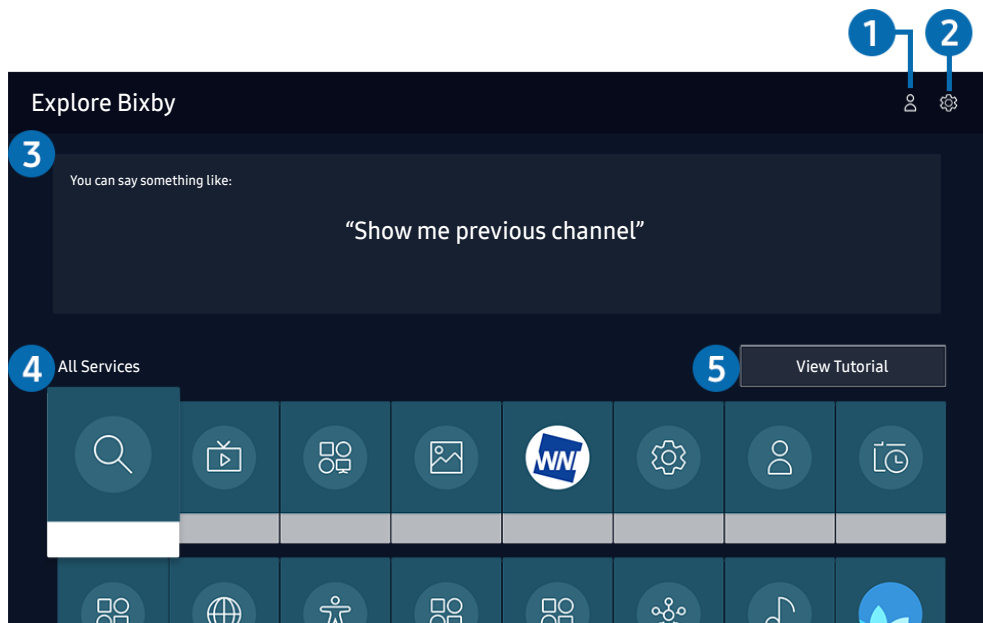 1 2
Explore Bixby
3
You can say something like:
“Show me previous channel”
4 All Services
5 View Tutorial
WNI